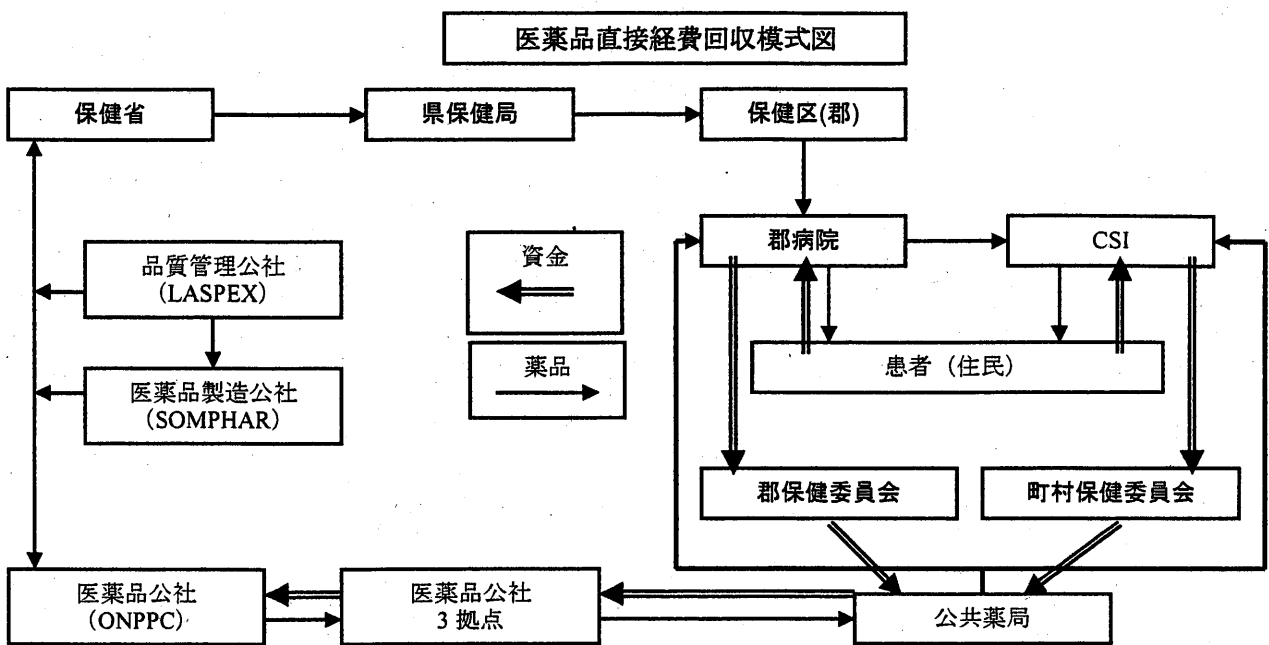 医薬品直接経費回収模式図
保健省
県保健局
保健区(郡)
郡病院
CSI
資金
薬品
品質管理公社
(LASPEX)
医薬品製造公社
(SOMPHAR)
患者（住民）
郡保健委員会
町村保健委員会
医薬品公社
(ONPPC)
医薬品公社
3 拠点
公共薬局